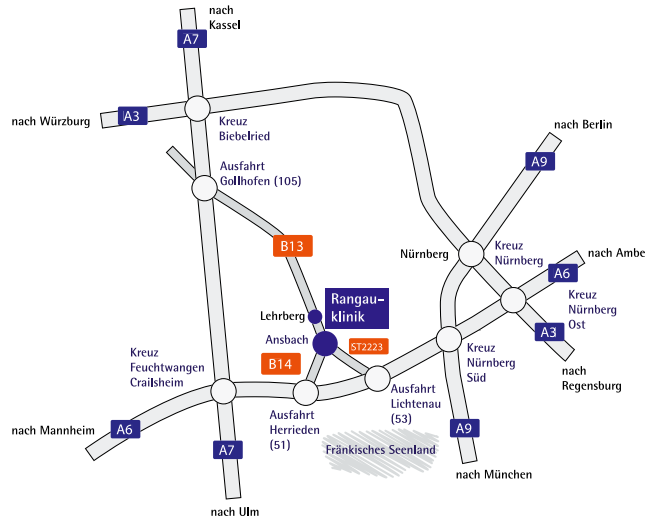 nach
Kassel
A7
nach Würzburg
A3
Kreuz
Biebelried
nach Berlin
A9
Ausfahrt
Gollhofen (105)
B13
Nürnberg
Kreuz
Nürnberg
nach Ambe
A6
Kreuz
Nürnberg
Ost
A3
nach
Regensburg
Rangau-
klinik
Lehrberg
Ansbach
ST2223
B14
Kreuz
Feuchtwangen
Crailsheim
Kreuz
Nürnberg
Süd
Ausfahrt
Lichtenau
(53)
Ausfahrt
Herrieden
(51)
nach Mannheim
A6
A7
Fränkisches Seenland
A9
nach München
nach Ulm